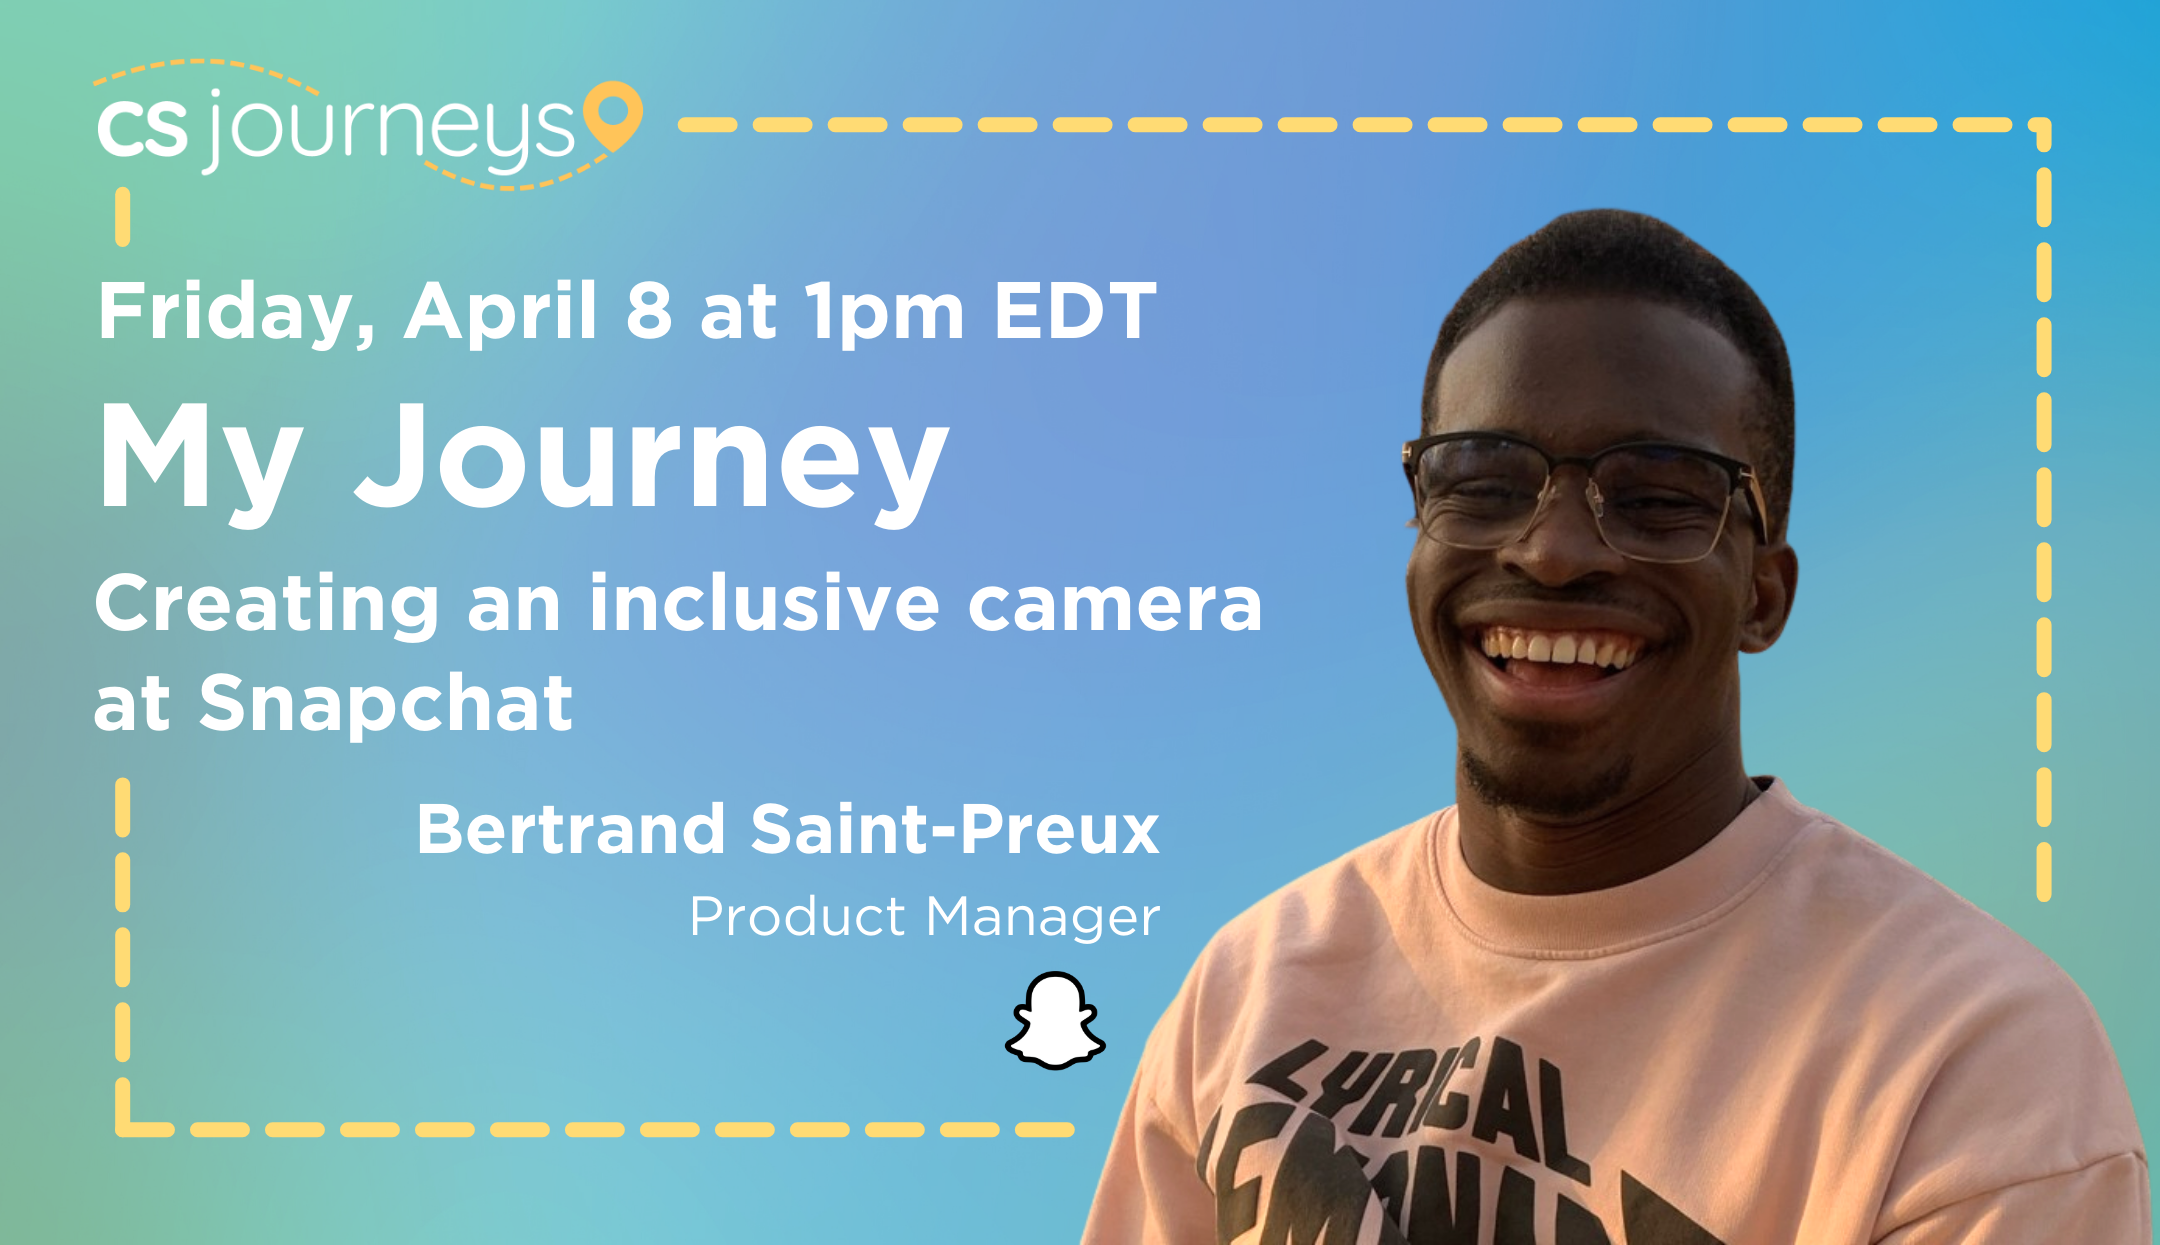 cs journeys
Friday, April 8 at 1pm EDT
My Journey
Creating an inclusive camera
at Snapchat
Bertrand Saint-Preux
Product Manager
LYRICAL